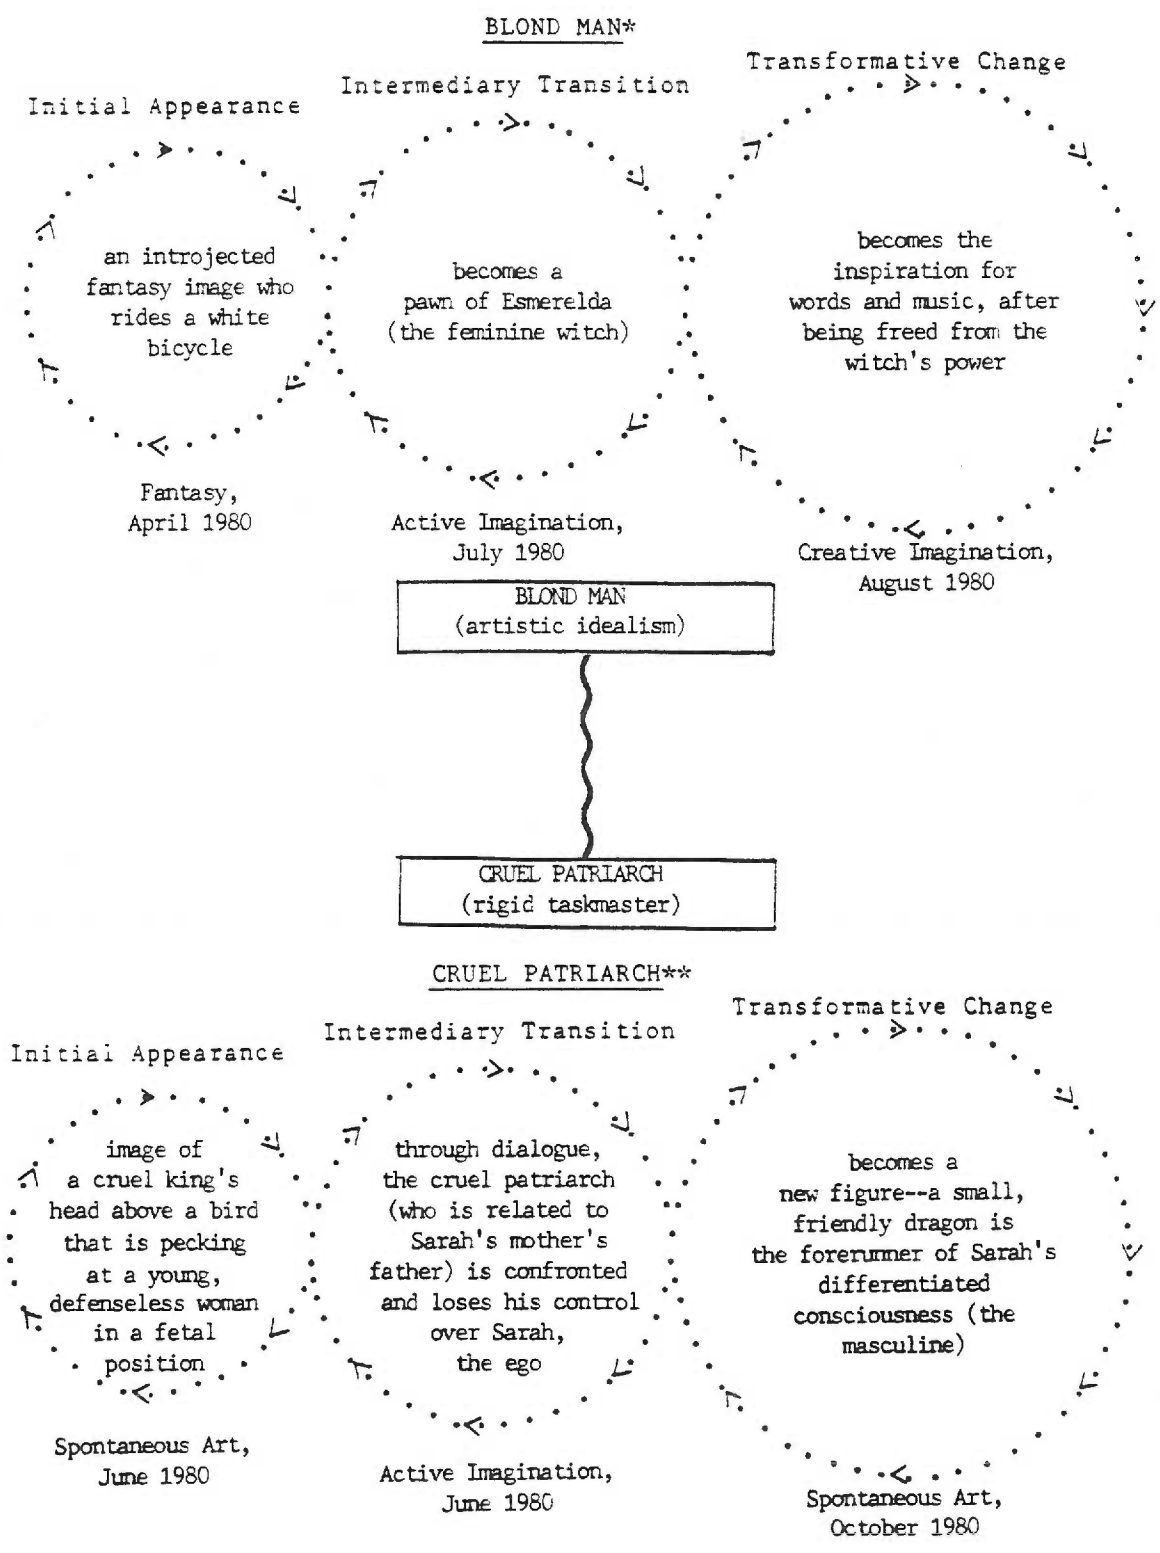 BLOND MAN*
Initial Appearance
an introjected
fantasy image who
rides a white
bicycle
Fantasy,
April 1980
Intermediary Transition
becomes a
pawn of Esmerelda
(the feminine witch)
Active Imagination,
July 1980
Transformative Change
becomes the
inspiration for
words and music, after
being freed from the
witch's power
Creative Imagination,
August 1980
BLOND MAN
(artistic idealism)
CRUEL PATRIARCH
(rigid taskmaster)
CRUEL PATRIARCH**
Initial Appearance
image of
a cruel king's
head above a bird
that is pecking
at a young,
defenseless woman
in a fetal
position
Spontaneous Art,
June 1980
Intermediary Transition
through dialogue,
the cruel patriarch
(who is related to
Sarah's mother's
father) is confronted
and loses his control
over Sarah,
the ego
Active Imagination,
June 1980
Transformative Change
becomes a
new figure--a small,
friendly dragon is
the forerunner of Sarah's
differentiated
consciousness (the
masculine)
Spontaneous Art,
October 1980